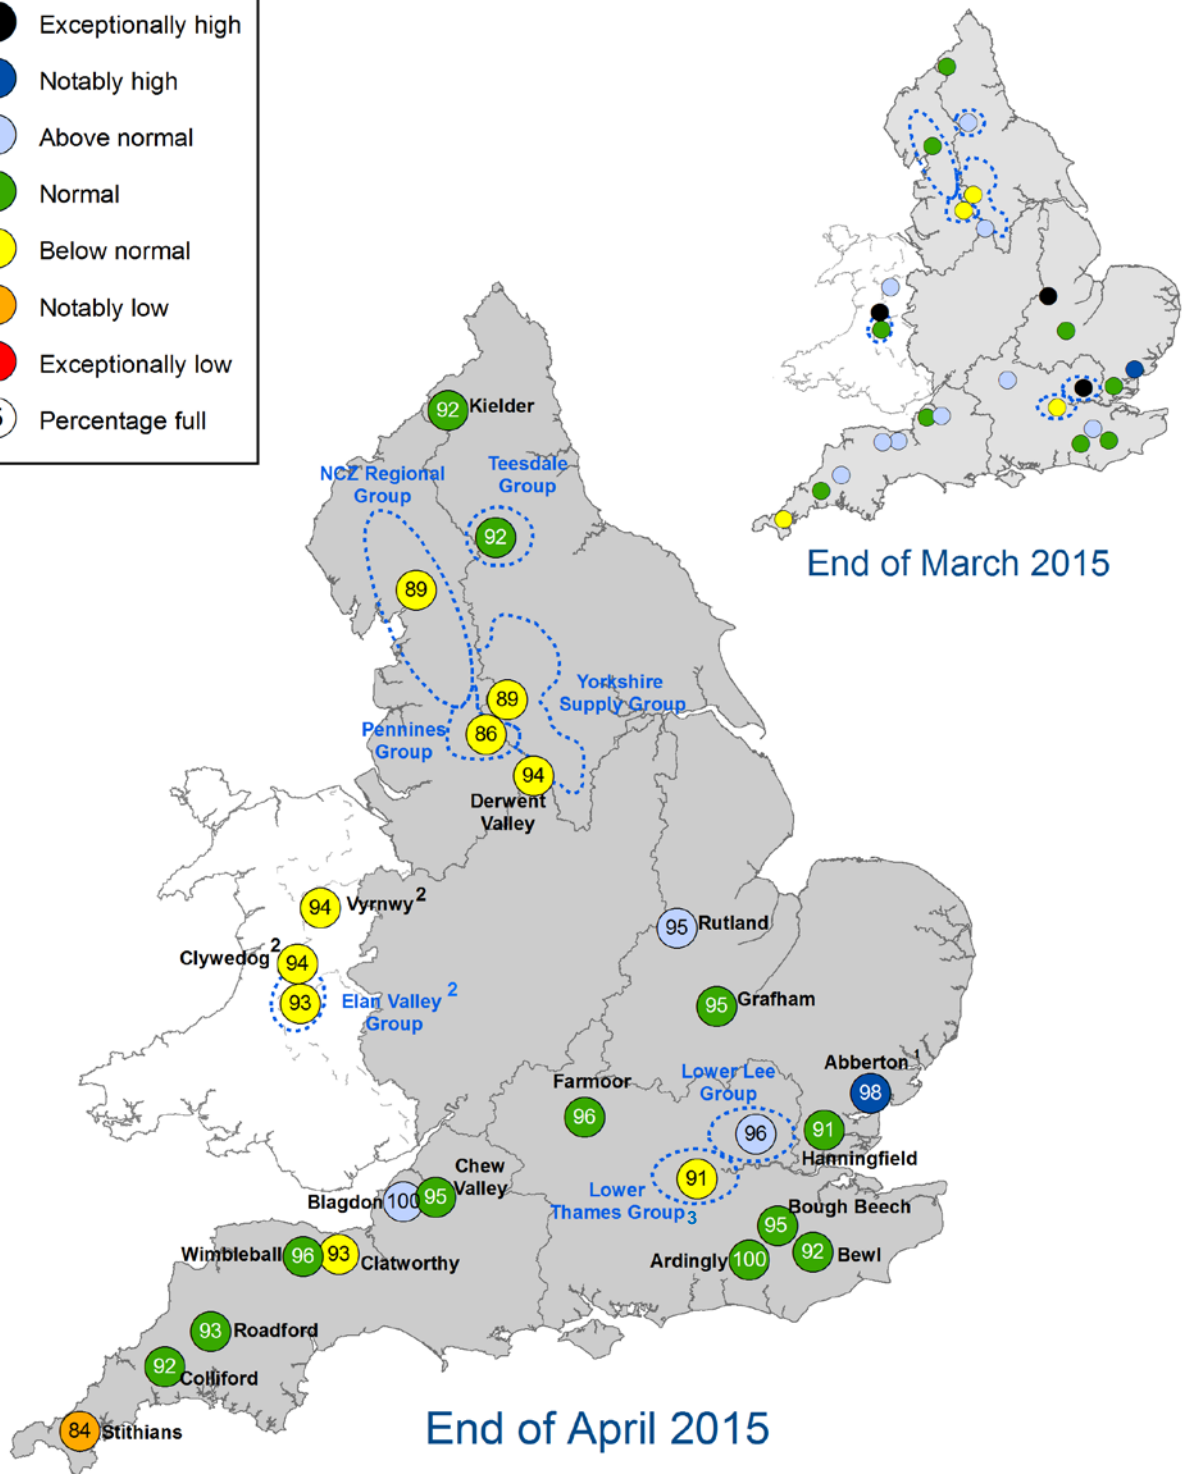 Exceptionally high
Notably high
Above normal
Normal
Below normal
Notably low
Exceptionally low
Percentage full
End of March 2015
92 Kielder
NCZ Regional
Group
Teesdale
Group
92
89
89
Yorkshire
Supply Group
Pennines
Group
86
94
Derwent
Valley
94 Vyrnwy 2
Clywedog 2
94
93
Elan Valley 2
Group
95 Rutland
95 Grafham
Abberton 1
98
Farmoor
96
Lower Lee
Group
96
91
Hanningfield
91
Lower
Thames Group 3
Chew
Valley
Blagdon 100 95
Bough Beech
95
Ardingly 100
92 Bewl
Wimbleball 96 93 Clatworthy
93 Roadford
92
Colliford
84 Stithians
End of April 2015